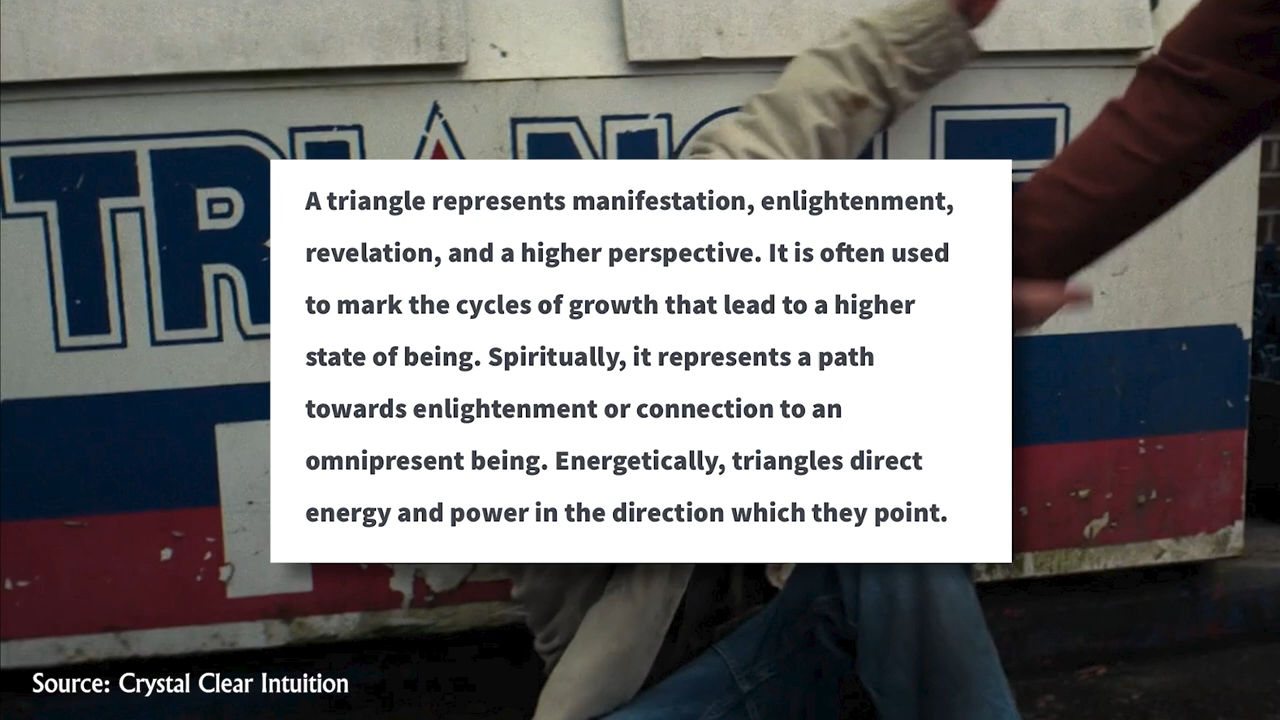 TRIANGLE
A triangle represents manifestation, enlightenment,
revelation, and a higher perspective. It is often used
to mark the cycles of growth that lead to a higher
state of being. Spiritually, it represents a path
towards enlightenment or connection to an
omnipresent being. Energetically, triangles direct
energy and power in the direction which they point.
Source: Crystal Clear Intuition